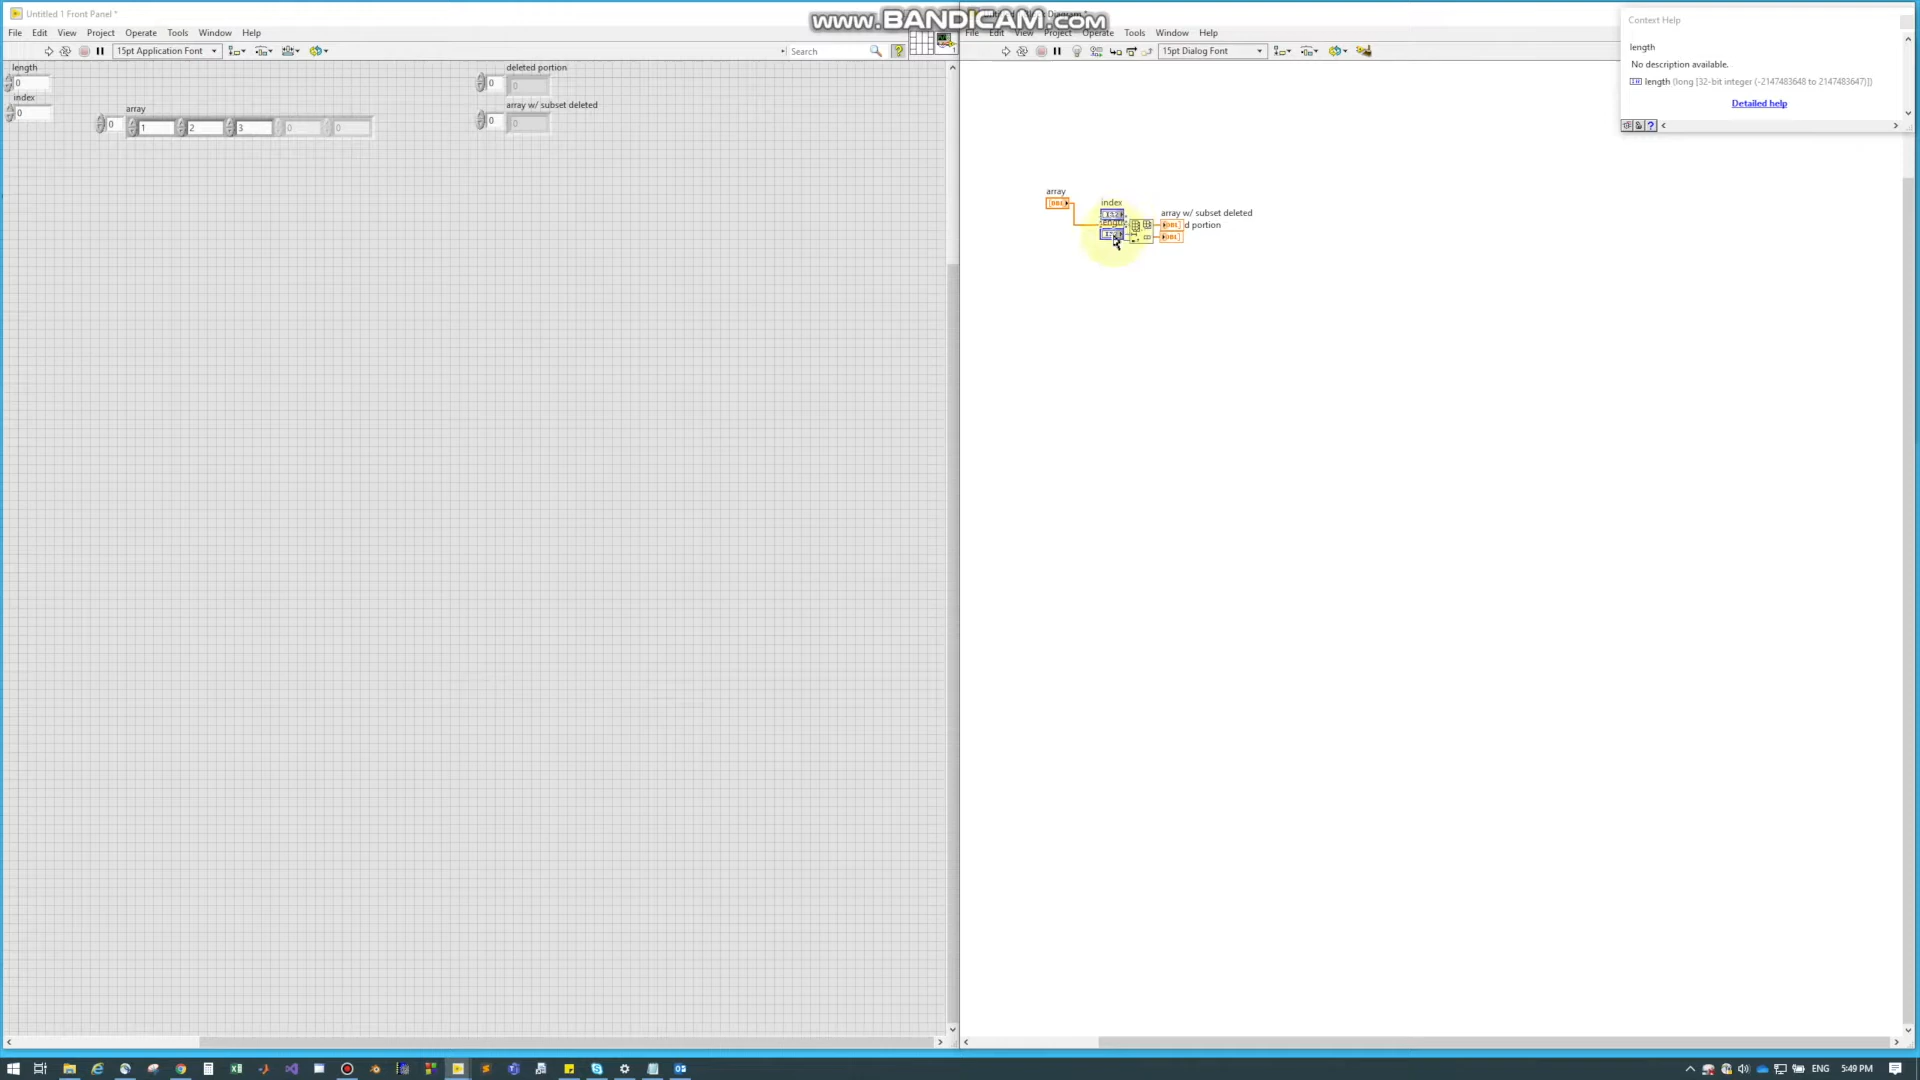 Untitled 1 Front Panel *
www.BANDICAM.com
File Edit View Project Operate Tools Window Help
15pt Application Font
Search
length
0
index
0
array
0 1 2 3 0 0
deleted portion
0 0
array w/ subset deleted
0 0
File Edit View Project Operate Tools Window Help
15pt Dialog Font
array
index
array w/ subset deleted
d portion
Context Help
length
No description available.
length (long [32-bit integer (-2147483648 to 2147483647)])
Detailed help
ENG 5:49 PM